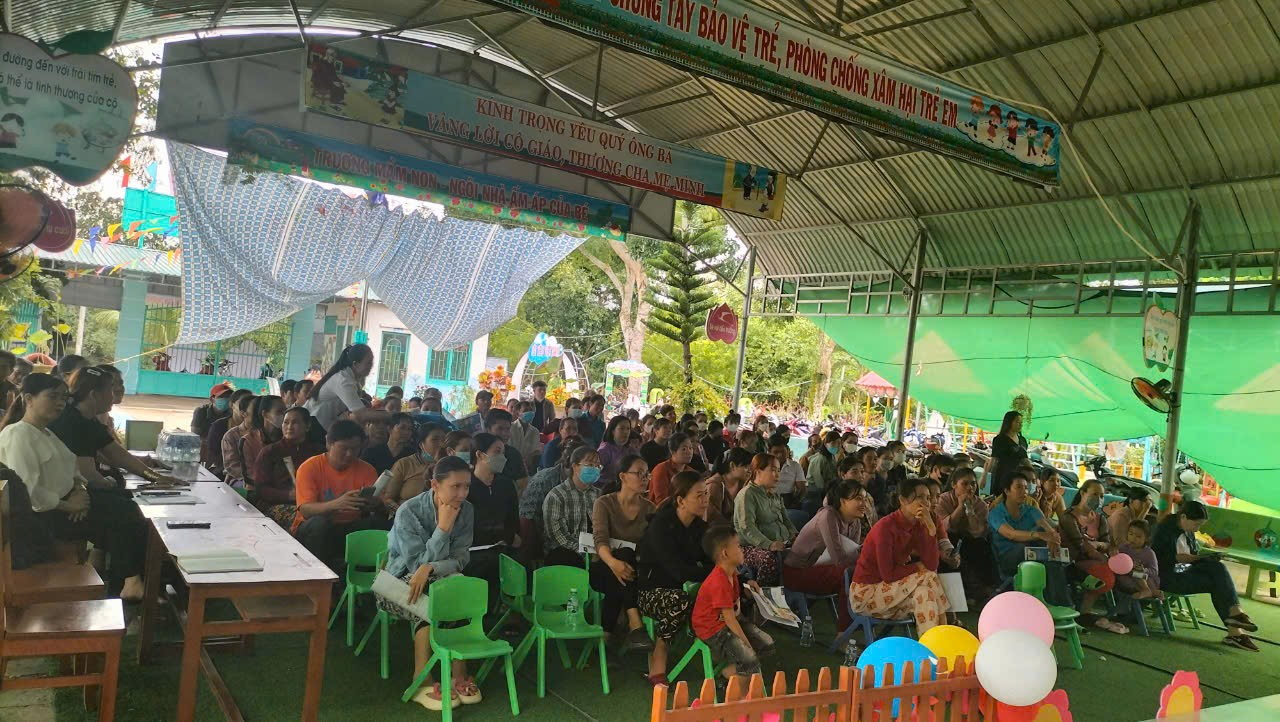 đường đến với trái tim trẻ,
thể là tình thương của cô
CHUNG TAY BẢO VỆ TRẺ, PHÒNG CHỐNG XÂM HẠI TRẺ EM
KÍNH TRỌNG YÊU QUÝ ÔNG BÀ
VÂNG LỜI CÔ GIÁO, THƯƠNG CHA MẸ MÌNH
TRƯỜNG MẦM NON - NGÔI NHÀ ẤM ÁP CỦA BÉ